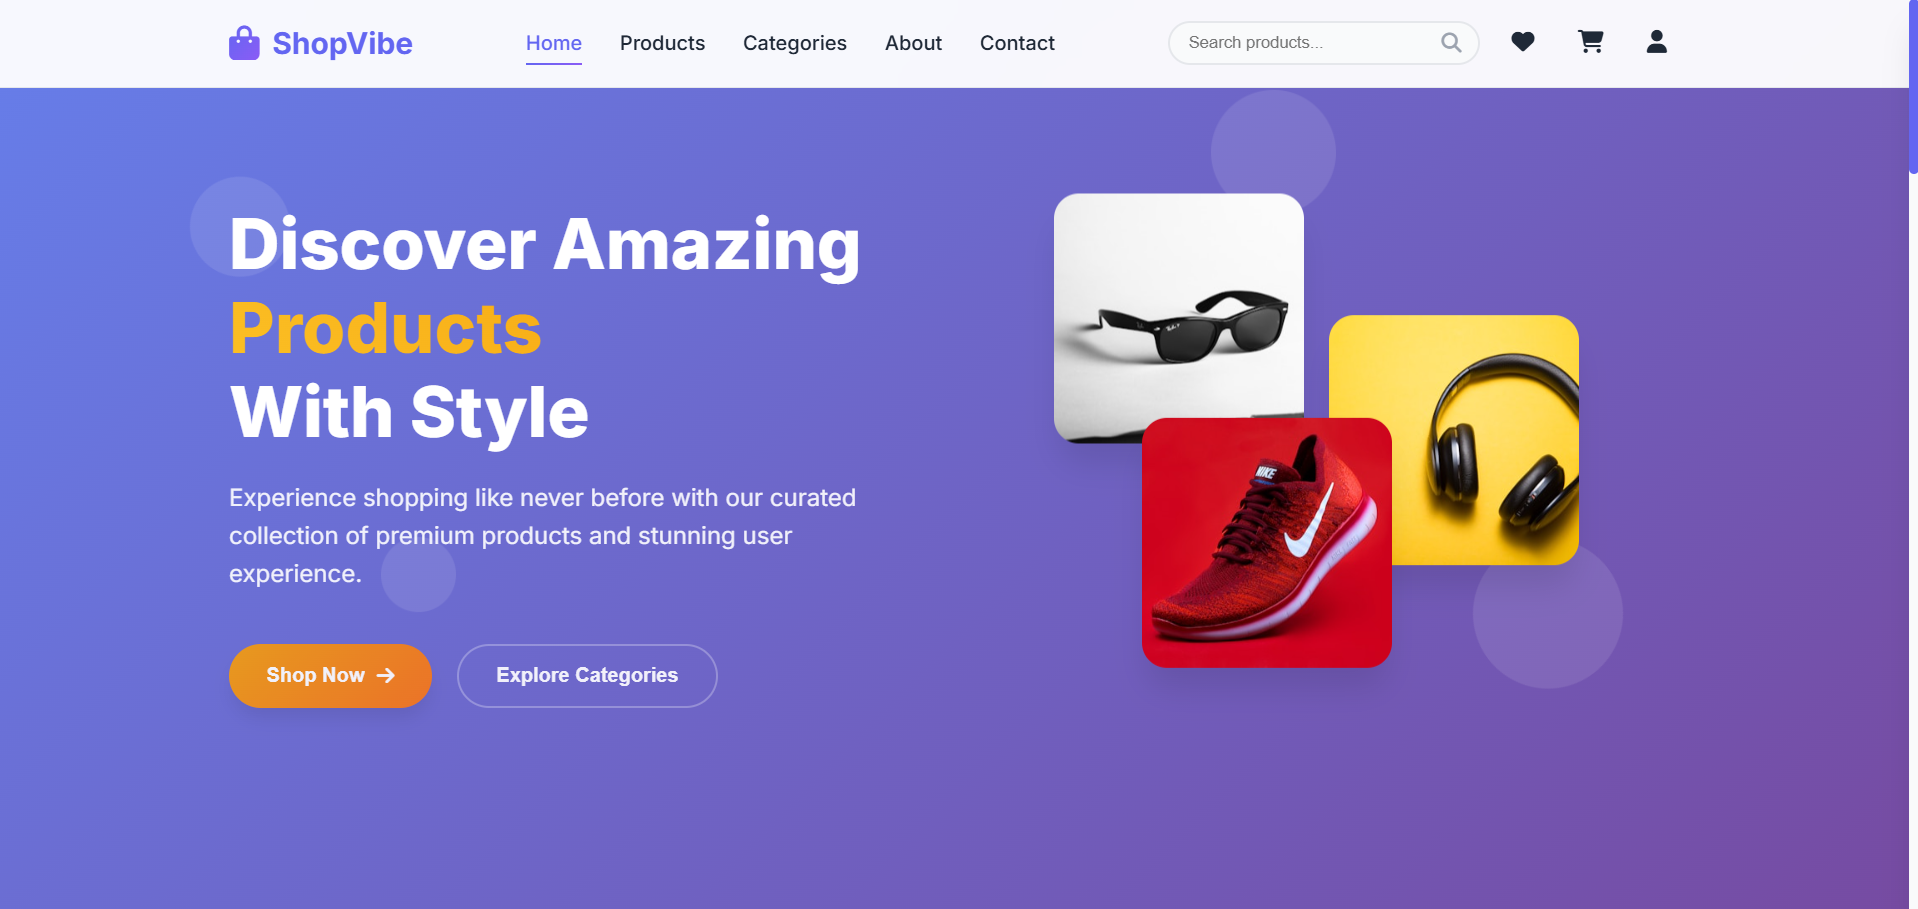 ShopVibe
Home
Products
Categories
About
Contact
Search products...
Discover Amazing
Products
With Style
Experience shopping like never before with our curated
collection of premium products and stunning user
experience.
Shop Now
Explore Categories
NIKE